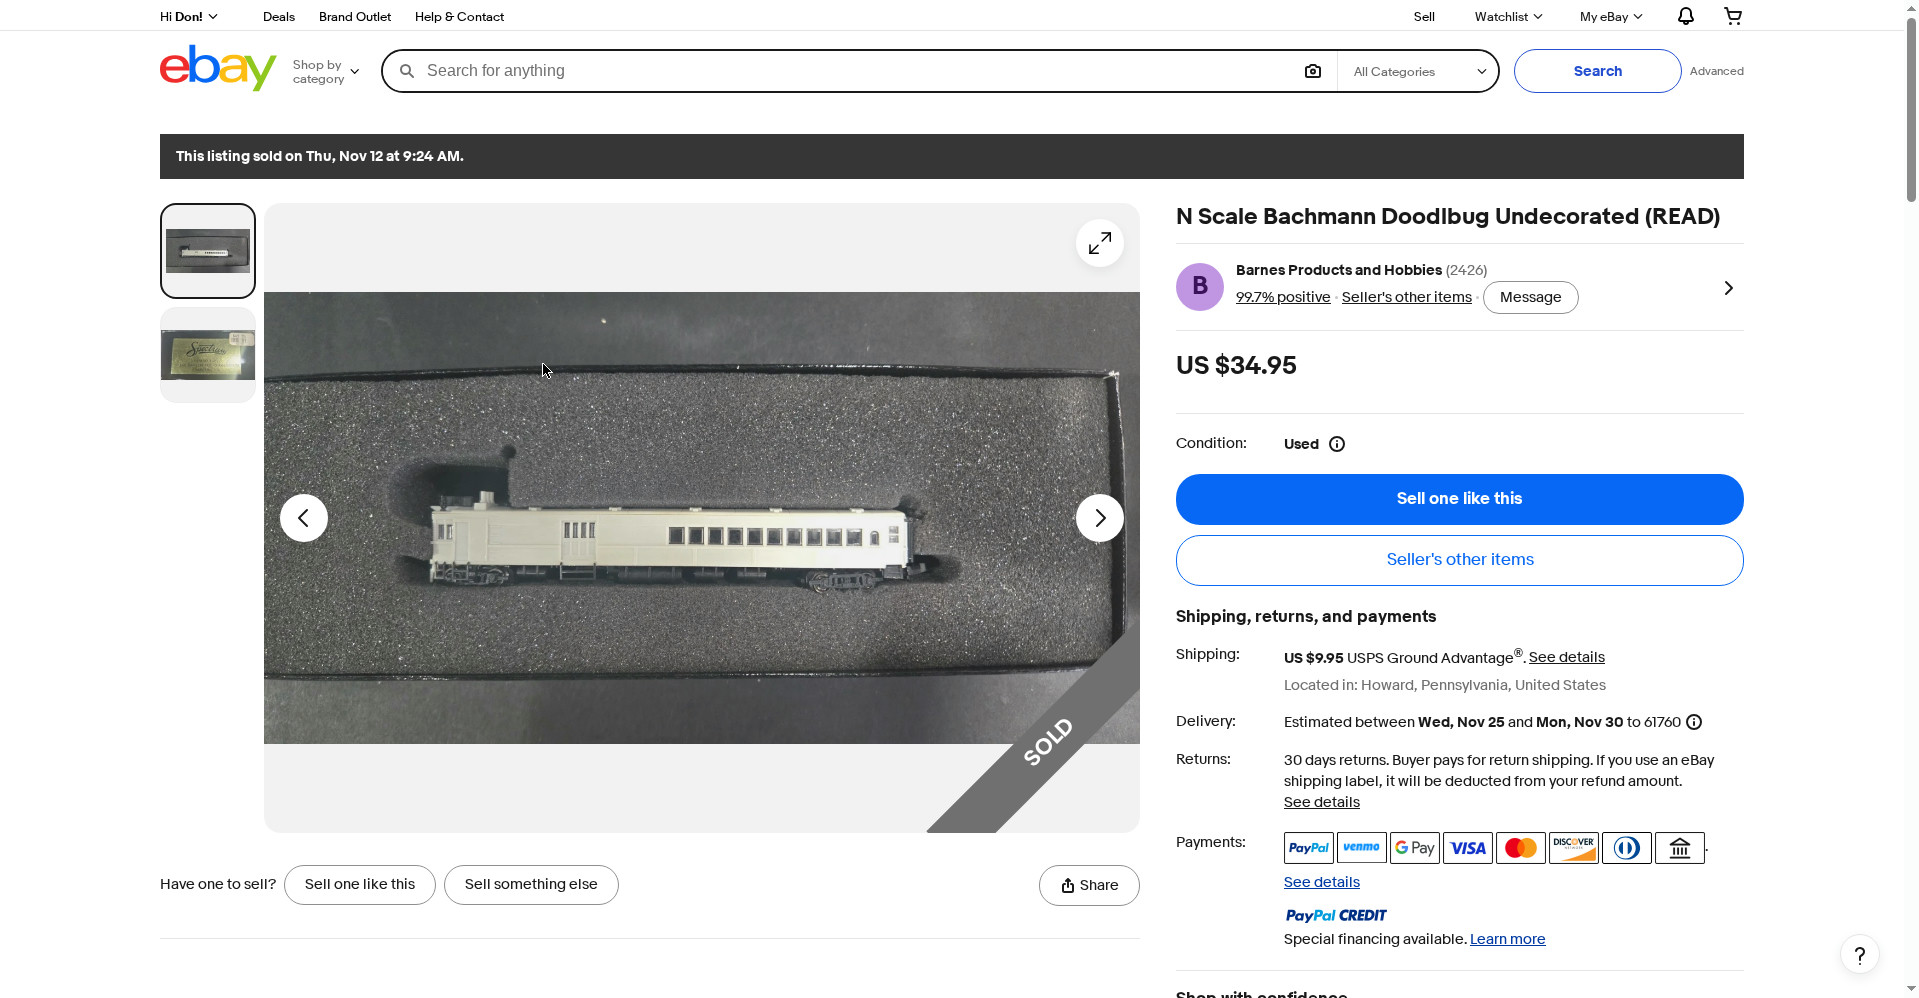 Hi Don!
Deals
Brand Outlet
Help & Contact
Sell
Watchlist
My eBay
ebay
Shop by category
Search for anything
All Categories
Search
Advanced
This listing sold on Thu, Nov 12 at 9:24 AM.
N Scale Bachmann Doodlbug Undecorated (READ)
B
Barnes Products and Hobbies (2426)
99.7% positive · Seller's other items · Message
US $34.95
Condition: Used
Sell one like this
Seller's other items
Shipping, returns, and payments
Shipping: US $9.95 USPS Ground Advantage®. See details
Located in: Howard, Pennsylvania, United States
Delivery: Estimated between Wed, Nov 25 and Mon, Nov 30 to 61760
Returns: 30 days returns. Buyer pays for return shipping. If you use an eBay
shipping label, it will be deducted from your refund amount.
See details
Payments: PayPal venmo G Pay VISA DISCOVER .
See details
PayPal CREDIT
Special financing available. Learn more
Shop with confidence
Spectrum
SOLD
Have one to sell? Sell one like this Sell something else
Share
?